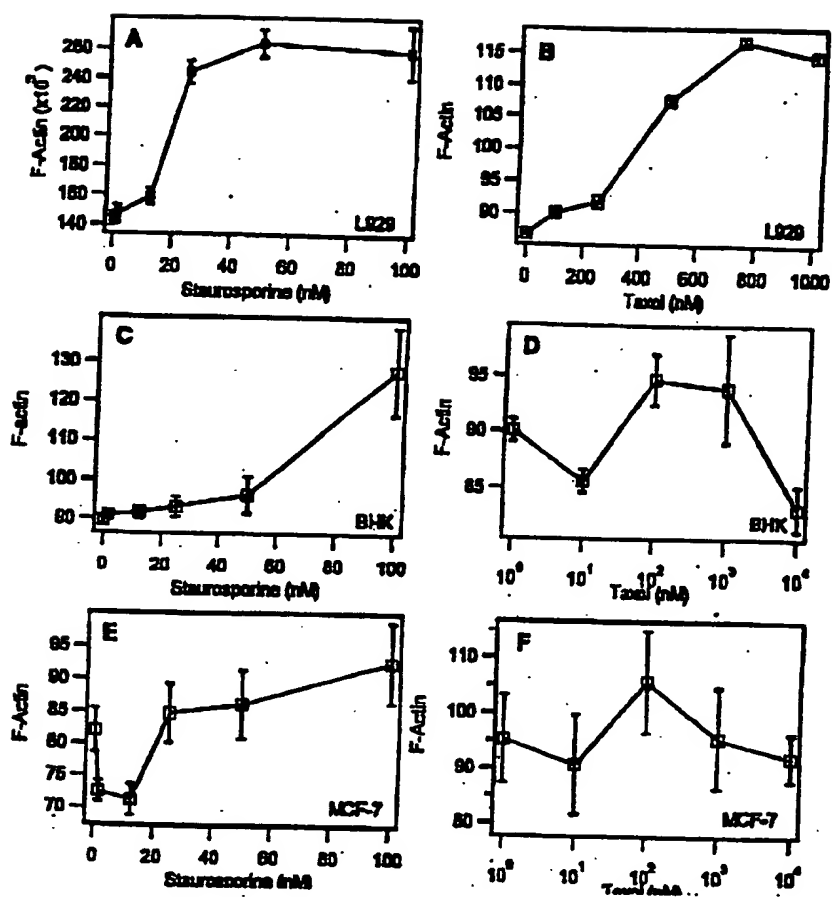 A
F-Actin (x10³)
260
240
220
200
180
160
140
L929
0 20 40 60 80 100
Staurosporine (nM)
B
F-Actin
115
110
105
100
95
90
L929
0 200 400 600 800 1000
Taxol (nM)
C
F-actin
130
120
110
100
90
BHK
0 20 40 60 80 100
Staurosporine (nM)
D
F-Actin
95
90
85
BHK
10⁰ 10¹ 10² 10³ 10⁴
Taxol (nM)
E
F-Actin
95
90
85
80
75
70
MCF-7
0 20 40 60 80 100
Staurosporine (nM)
F
F-Actin
110
100
90
80
MCF-7
10⁰ 10¹ 10² 10³ 10⁴
Taxol (nM)